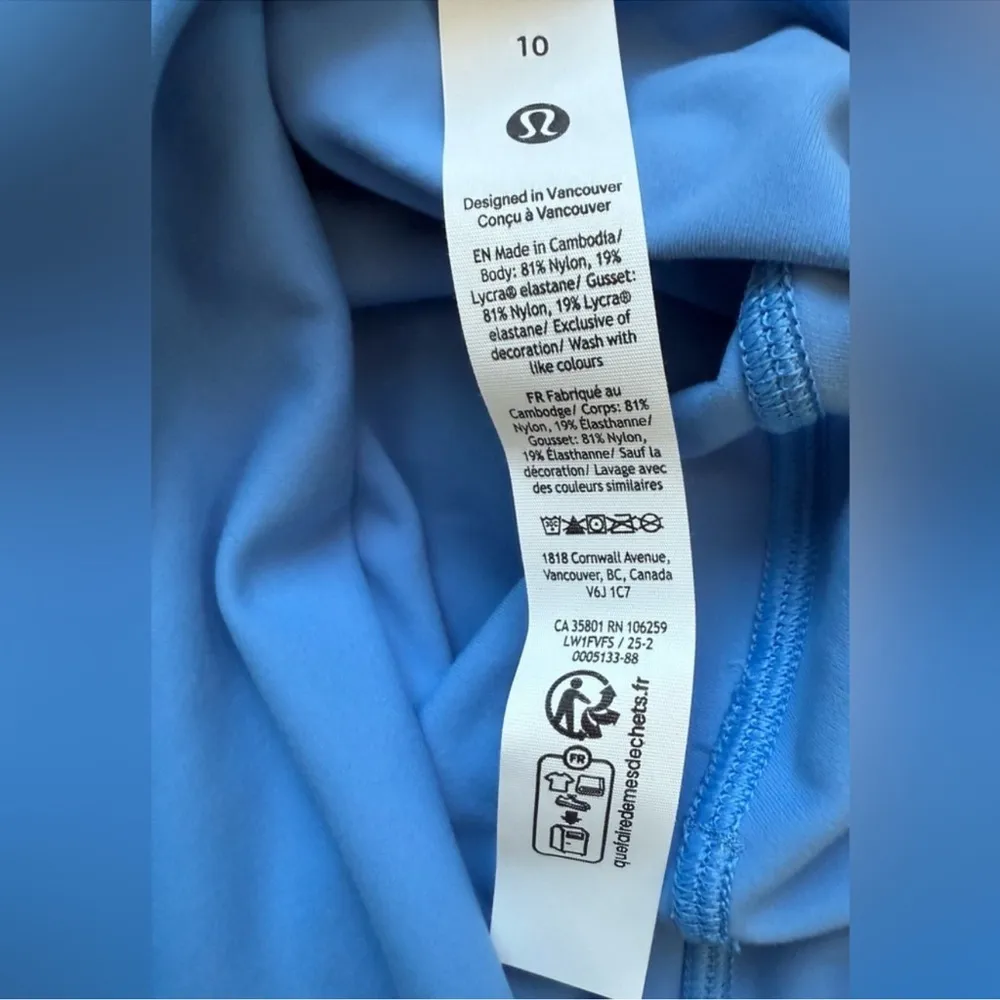 10
Designed in Vancouver
Conçu à Vancouver
EN Made in Cambodia/
Body: 81% Nylon, 19%
Lycra® elastane/ Gusset:
81% Nylon, 19% Lycra®
elastane/ Exclusive of
decoration/ Wash with
like colours
FR Fabriqué au
Cambodge/ Corps: 81%
Nylon, 19% Élasthanne/
Gousset: 81% Nylon,
19% Élasthanne/ Sauf la
décoration/ Lavage avec
des couleurs similaires
30C
1818 Cornwall Avenue,
Vancouver, BC, Canada
V6J 1C7
CA 35801 RN 106259
LW1FVFS / 25-2
0005133-88
FR
quefairedemesdechets.fr